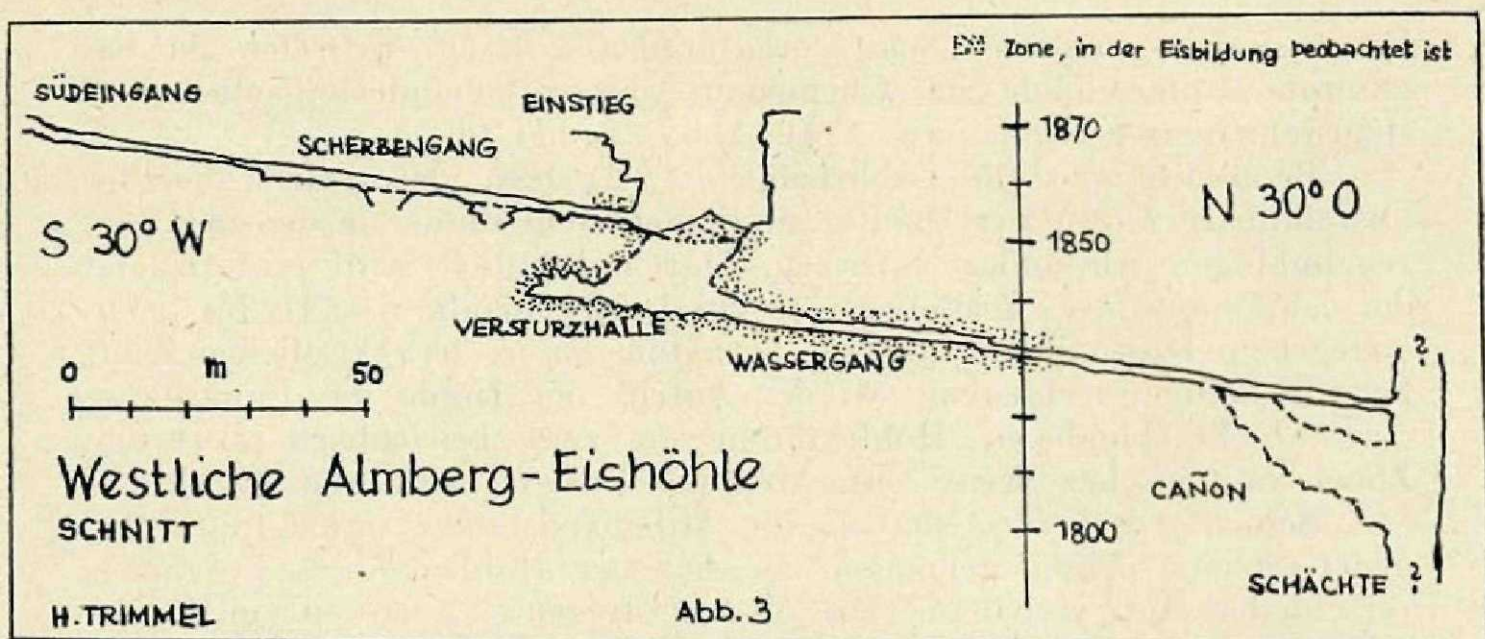 Zone, in der Eisbildung beobachtet ist
SÜDEINGANG
EINSTIEG
1870
SCHERBENGANG
S 30° W
N 30° O
1850
VERSTURZHALLE
WASSERGANG
?
0 m 50
Westliche Almberg-Eishöhle
SCHNITT
CAÑON
1800
SCHÄCHTE ?
H. TRIMMEL
Abb. 3